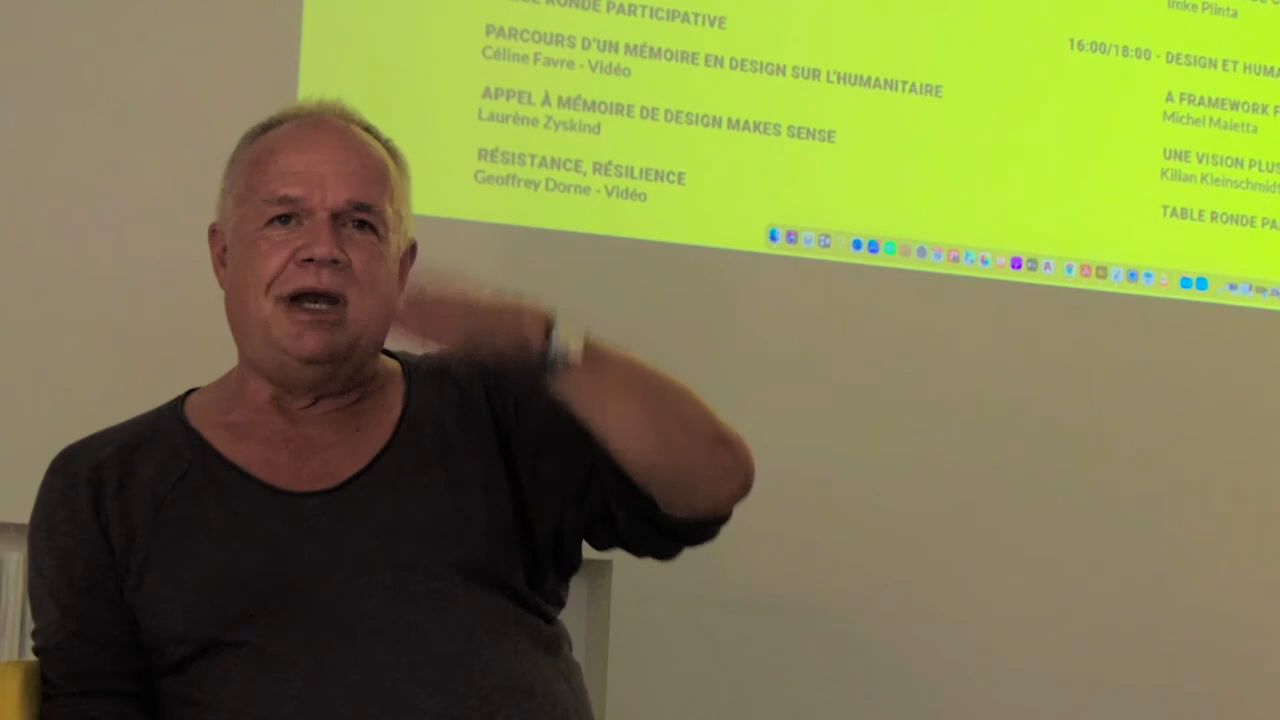 RONDE PARTICIPATIVE
PARCOURS D'UN MÉMOIRE EN DESIGN SUR L'HUMANITAIRE
Céline Favre - Vidéo
APPEL À MÉMOIRE DE DESIGN MAKES SENSE
Laurène Zyskind
RÉSISTANCE, RÉSILIENCE
Geoffrey Dorne - Vidéo
Imke Plinta
16:00/18:00 - DESIGN ET HUMA
A FRAMEWORK F
Michel Maietta
UNE VISION PLUS
Kilian Kleinschmidt
TABLE RONDE PA